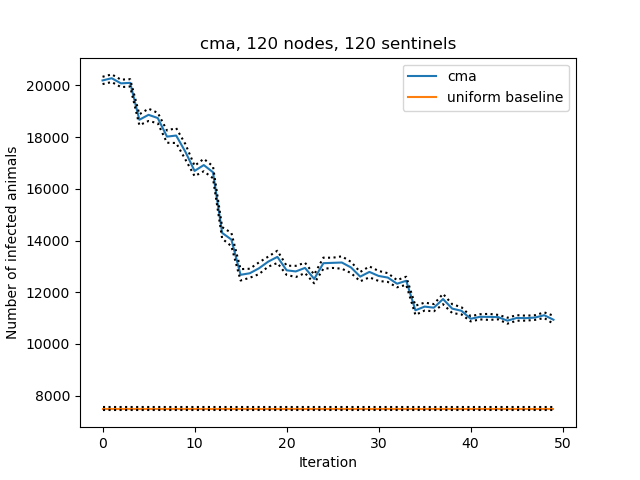 cma, 120 nodes, 120 sentinels
cma
uniform baseline
Number of infected animals
20000
18000
16000
14000
12000
10000
8000
0 10 20 30 40 50
Iteration